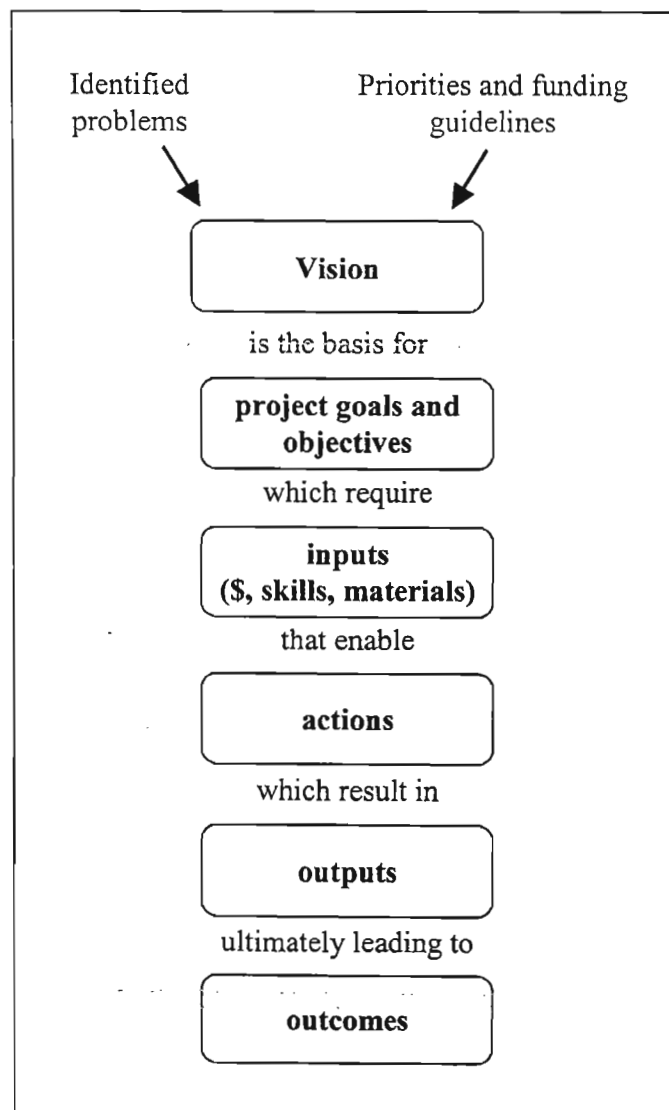 Identified
problems
Priorities and funding
guidelines
Vision
is the basis for
project goals and
objectives
which require
inputs
($, skills, materials)
that enable
actions
which result in
outputs
ultimately leading to
outcomes